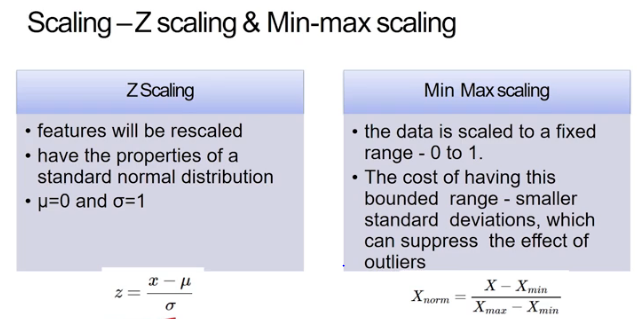 Scaling – Z scaling & Min-max scaling
Z Scaling
• features will be rescaled
• have the properties of a
standard normal distribution
• μ=0 and σ=1
z = (x − μ) / σ
Min Max scaling
• the data is scaled to a fixed
range - 0 to 1.
• The cost of having this
bounded range - smaller
standard deviations, which
can suppress the effect of
outliers
X_norm = (X − X_min) / (X_max − X_min)